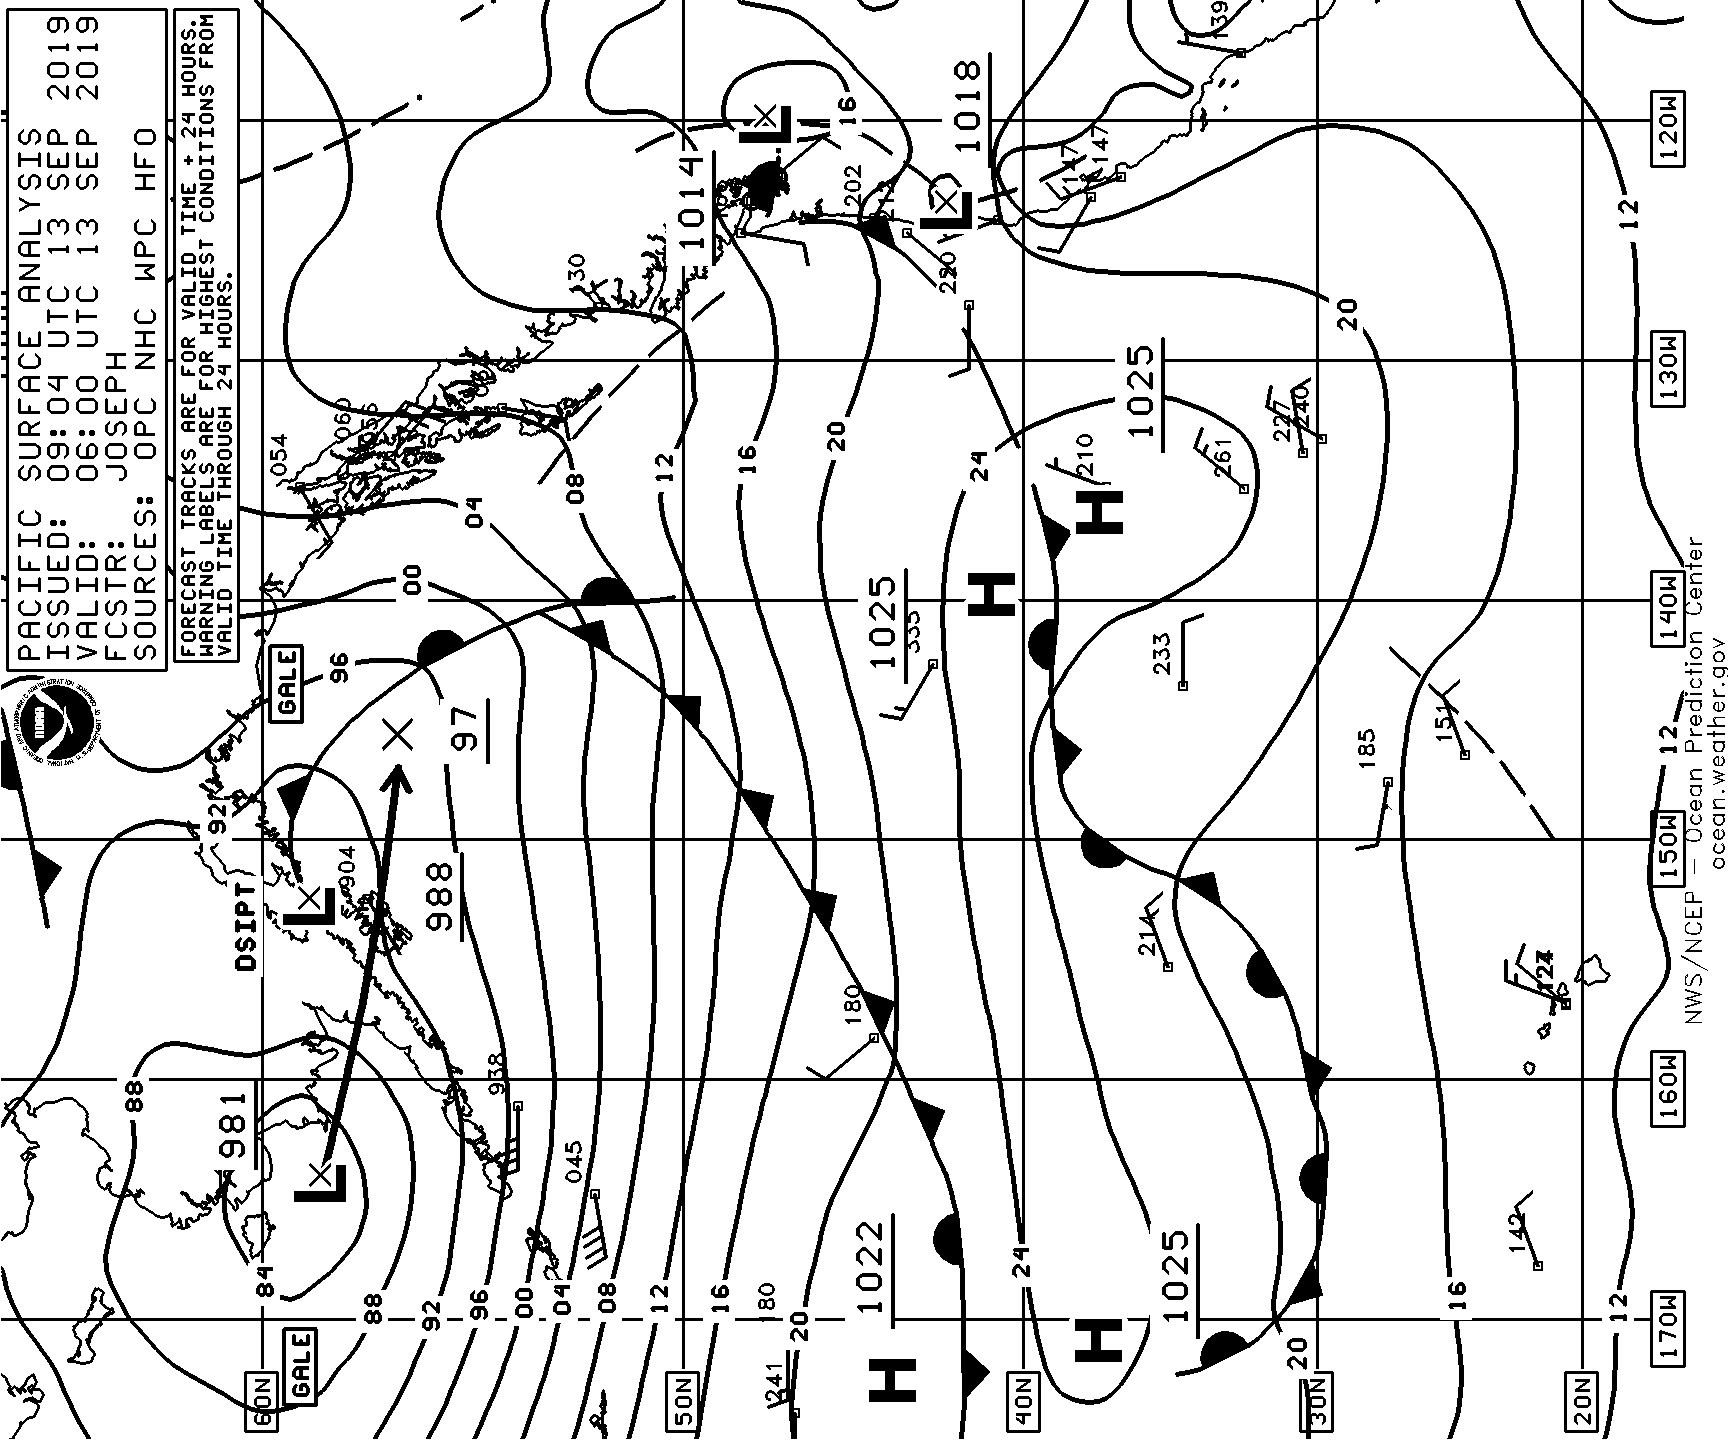 PACIFIC SURFACE ANALYSIS
ISSUED: 09:04 UTC 13 SEP 2019
VALID: 06:00 UTC 13 SEP 2019
FCSTR: JOSEPH
SOURCES: OPC NHC WPC HFO
FORECAST TRACKS ARE FOR VALID TIME + 24 HOURS.
WARNING LABELS ARE FOR HIGHEST CONDITIONS FROM
VALID TIME THROUGH 24 HOURS.
139
16
L
1018
120W
1014
202
147
147
L
12
130
220
20
130W
1025
054
060
056
04
08
12
16
20
24
210
H
261
227
240
00
1025
H
335
140W
GALE
96
97
233
12
185
151
92
DSIPT
L
904
988
150W
214
180
124
88
981
L
938
045
160W
84
GALE
88
92
96
00
04
08
12
16
180
20
241
1022
H
24
H
1025
142
20
16
12
170W
60N
50N
40N
30N
20N
NWS/NCEP – Ocean Prediction Center
ocean.weather.gov